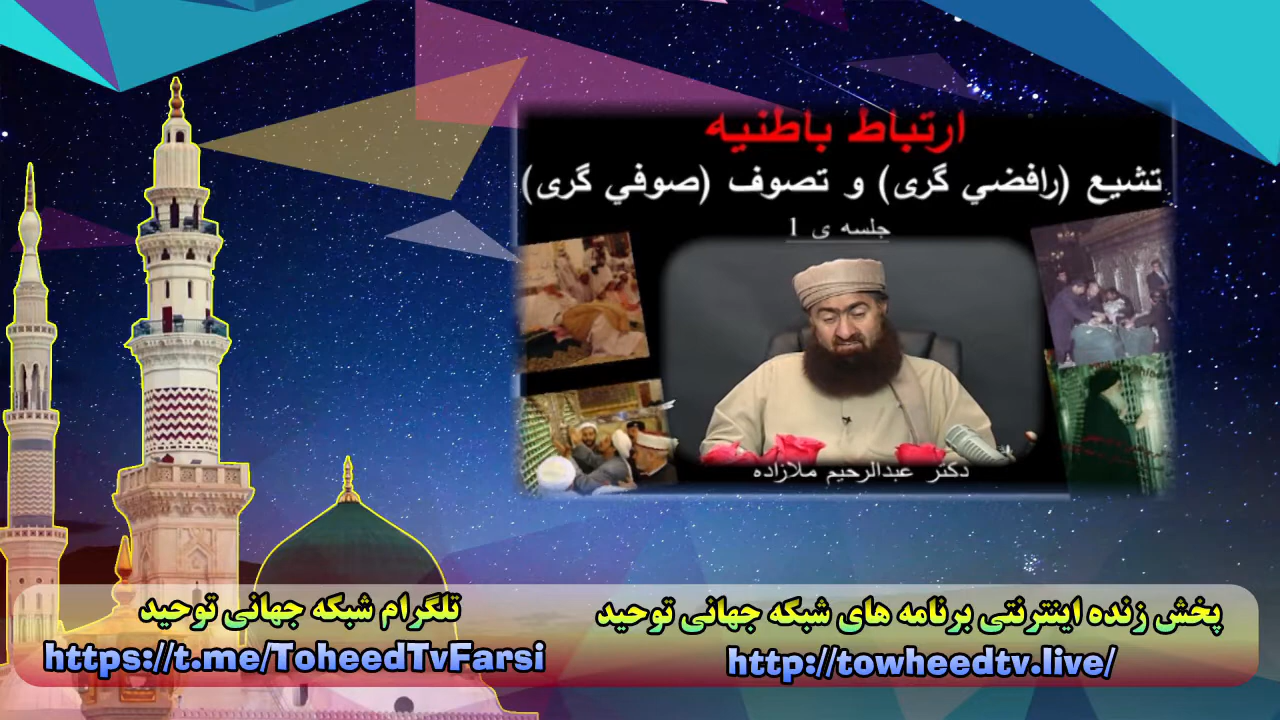 ارتباط باطنیه
تشیع (رافضي گری) و تصوف (صوفي گری)
جلسه ی 1
دکتر عبدالرحیم ملازاده
پخش زنده اینترنتی برنامه های شبکه جهانی توحید
http://towheedtv.live/
تلگرام شبکه جهانی توحید
https://t.me/ToheedTvFarsi